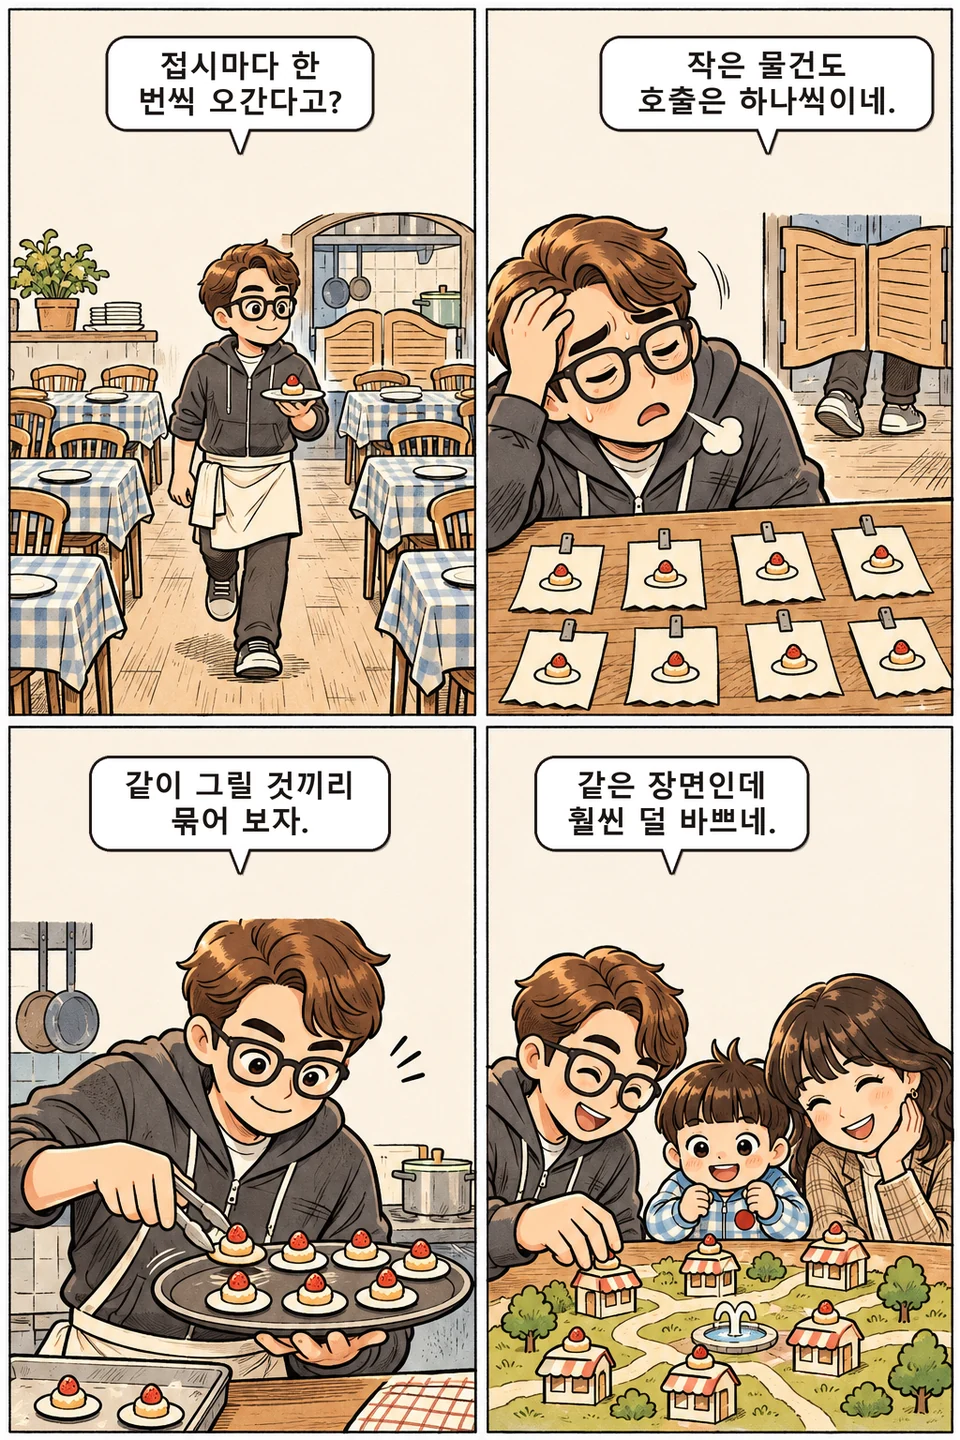 접시마다 한
번씩 오간다고?
작은 물건도
호출은 하나씩이네.
같이 그릴 것끼리
묶어 보자.
같은 장면인데
훨씬 덜 바쁘네.